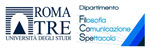 ROMA
TRE
UNIVERSITÀ DEGLI STUDI
Dipartimento
Filosofia
Comunicazione
Spettacolo